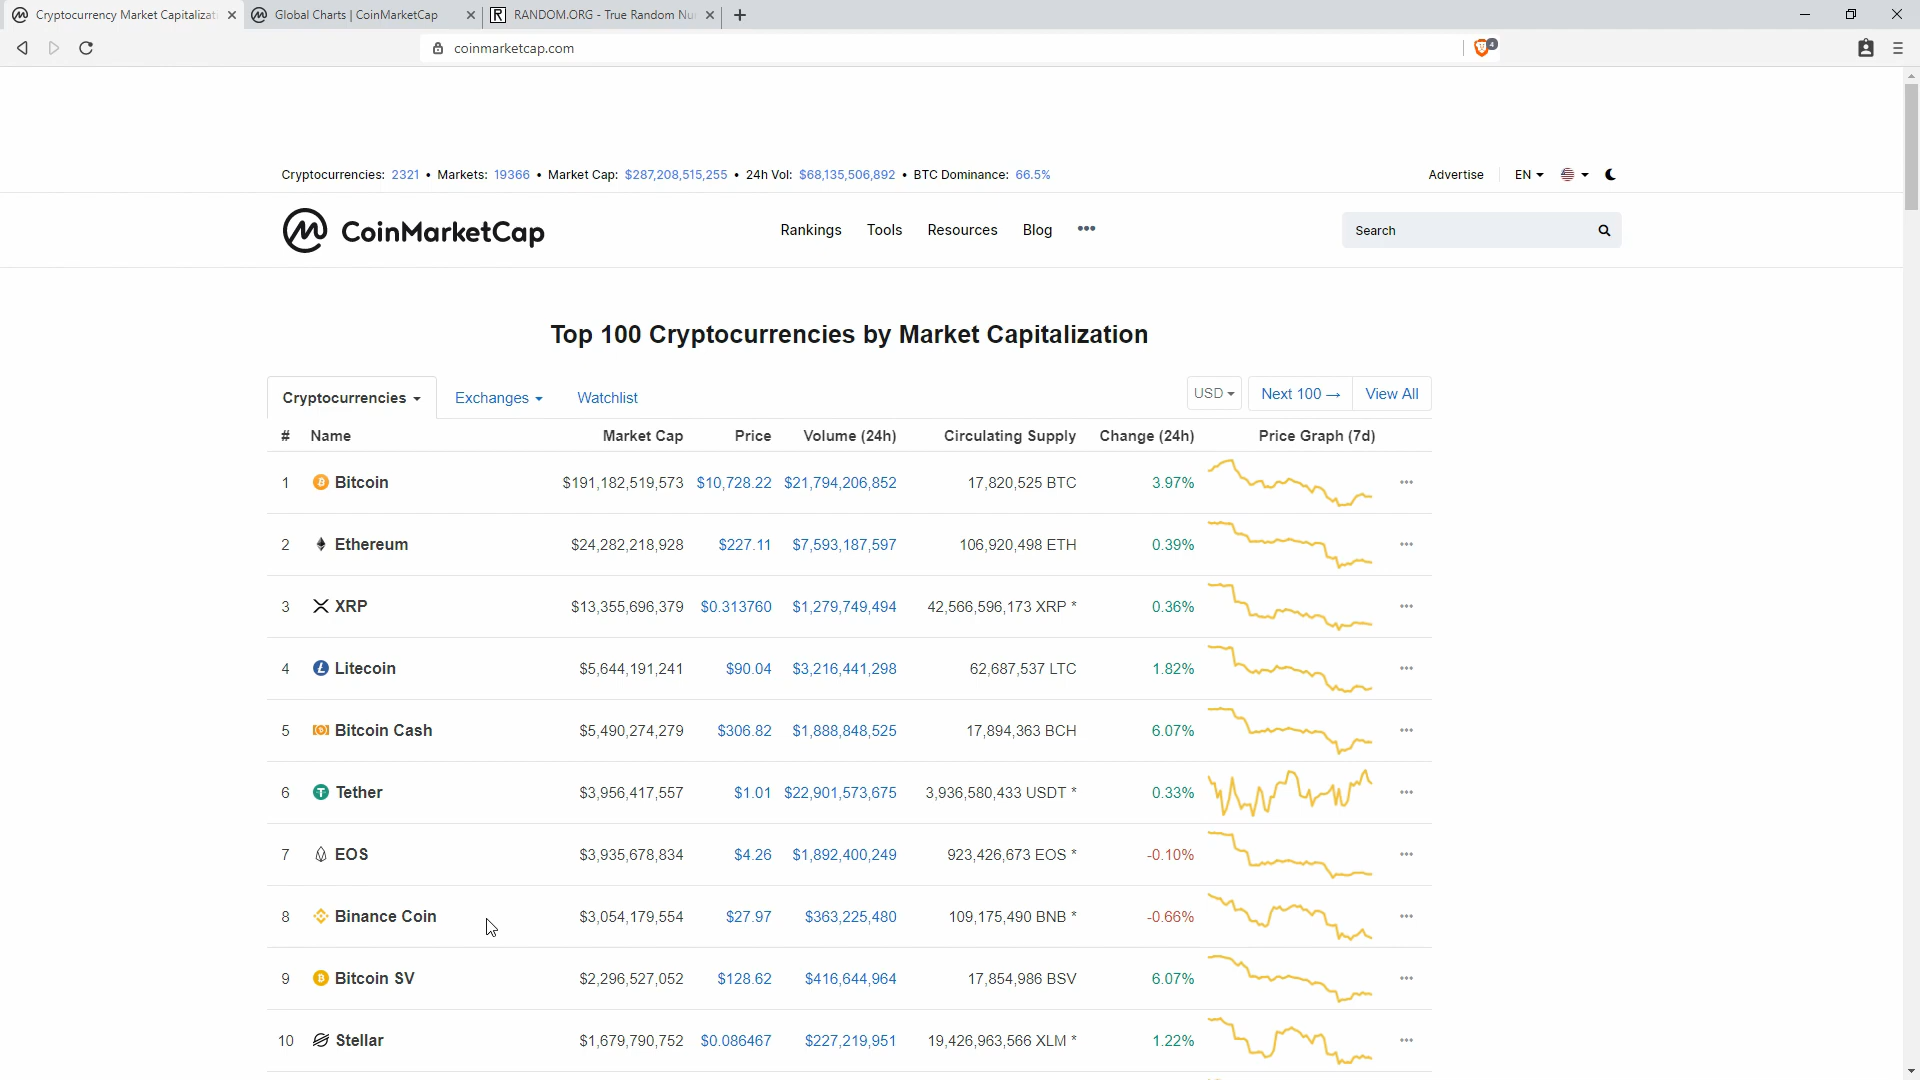 Cryptocurrency Market Capitalizat
Global Charts | CoinMarketCap
RANDOM.ORG - True Random Nu
coinmarketcap.com
4
Cryptocurrencies: 2321 • Markets: 19366 • Market Cap: $287,208,515,255 • 24h Vol: $68,135,506,892 • BTC Dominance: 66.5%
Advertise EN
CoinMarketCap
Rankings Tools Resources Blog •••
Search
Top 100 Cryptocurrencies by Market Capitalization
Cryptocurrencies Exchanges Watchlist USD Next 100 → View All
# Name Market Cap Price Volume (24h) Circulating Supply Change (24h) Price Graph (7d)
1 Bitcoin $191,182,519,573 $10,728.22 $21,794,206,852 17,820,525 BTC 3.97%
2 Ethereum $24,282,218,928 $227.11 $7,593,187,597 106,920,498 ETH 0.39%
3 XRP $13,355,696,379 $0.313760 $1,279,749,494 42,566,596,173 XRP * 0.36%
4 Litecoin $5,644,191,241 $90.04 $3,216,441,298 62,687,537 LTC 1.82%
5 Bitcoin Cash $5,490,274,279 $306.82 $1,888,848,525 17,894,363 BCH 6.07%
6 Tether $3,956,417,557 $1.01 $22,901,573,675 3,936,580,433 USDT * 0.33%
7 EOS $3,935,678,834 $4.26 $1,892,400,249 923,426,673 EOS * -0.10%
8 Binance Coin $3,054,179,554 $27.97 $363,225,480 109,175,490 BNB * -0.66%
9 Bitcoin SV $2,296,527,052 $128.62 $416,644,964 17,854,986 BSV 6.07%
10 Stellar $1,679,790,752 $0.086467 $227,219,951 19,426,963,566 XLM * 1.22%